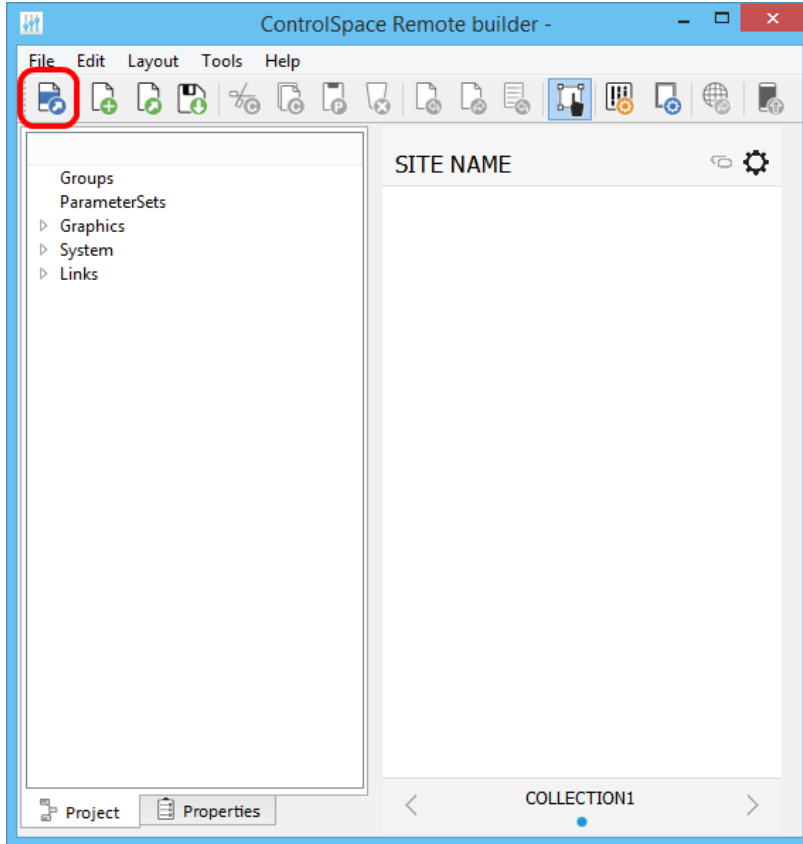 ControlSpace Remote builder -
File Edit Layout Tools Help
SITE NAME
Groups
ParameterSets
Graphics
System
Links
Project Properties
COLLECTION1